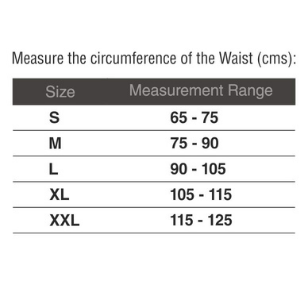 Measure the circumference of the Waist (cms):
Size Measurement Range
S 65 - 75
M 75 - 90
L 90 - 105
XL 105 - 115
XXL 115 - 125